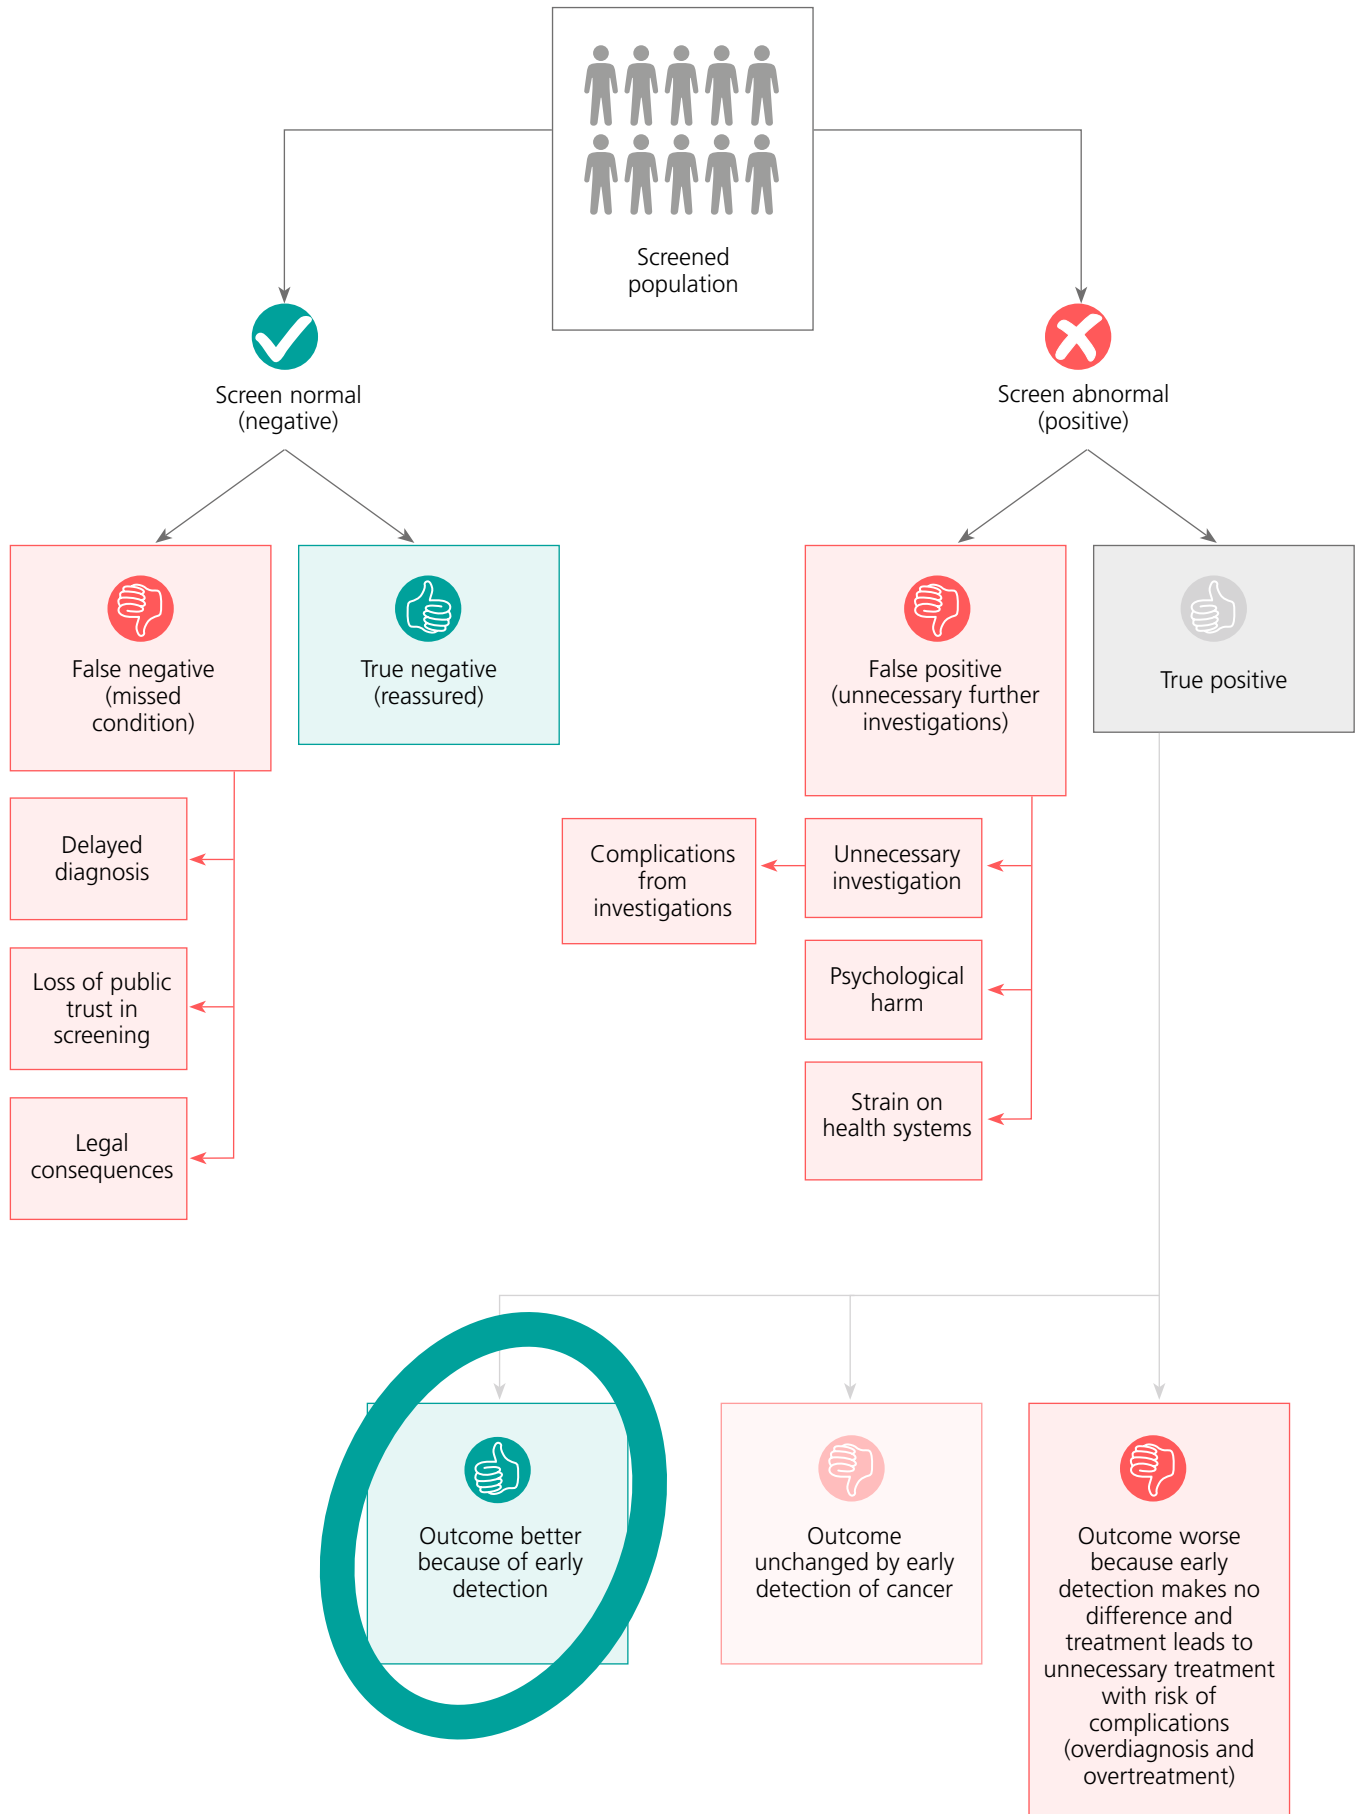 Screened
population
Screen normal
(negative)
Screen abnormal
(positive)
False negative
(missed
condition)
True negative
(reassured)
False positive
(unnecessary further
investigations)
True positive
Delayed
diagnosis
Loss of public
trust in
screening
Legal
consequences
Complications
from
investigations
Unnecessary
investigation
Psychological
harm
Strain on
health systems
Outcome better
because of early
detection
Outcome
unchanged by early
detection of cancer
Outcome worse
because early
detection makes no
difference and
treatment leads to
unnecessary treatment
with risk of
complications
(overdiagnosis and
overtreatment)